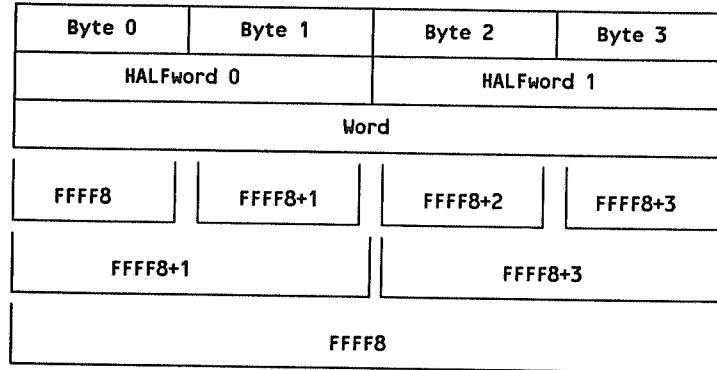 Byte 0 Byte 1 Byte 2 Byte 3
HALFword 0 HALFword 1
Word
FFFF8 FFFF8+1 FFFF8+2 FFFF8+3
FFFF8+1 FFFF8+3
FFFF8